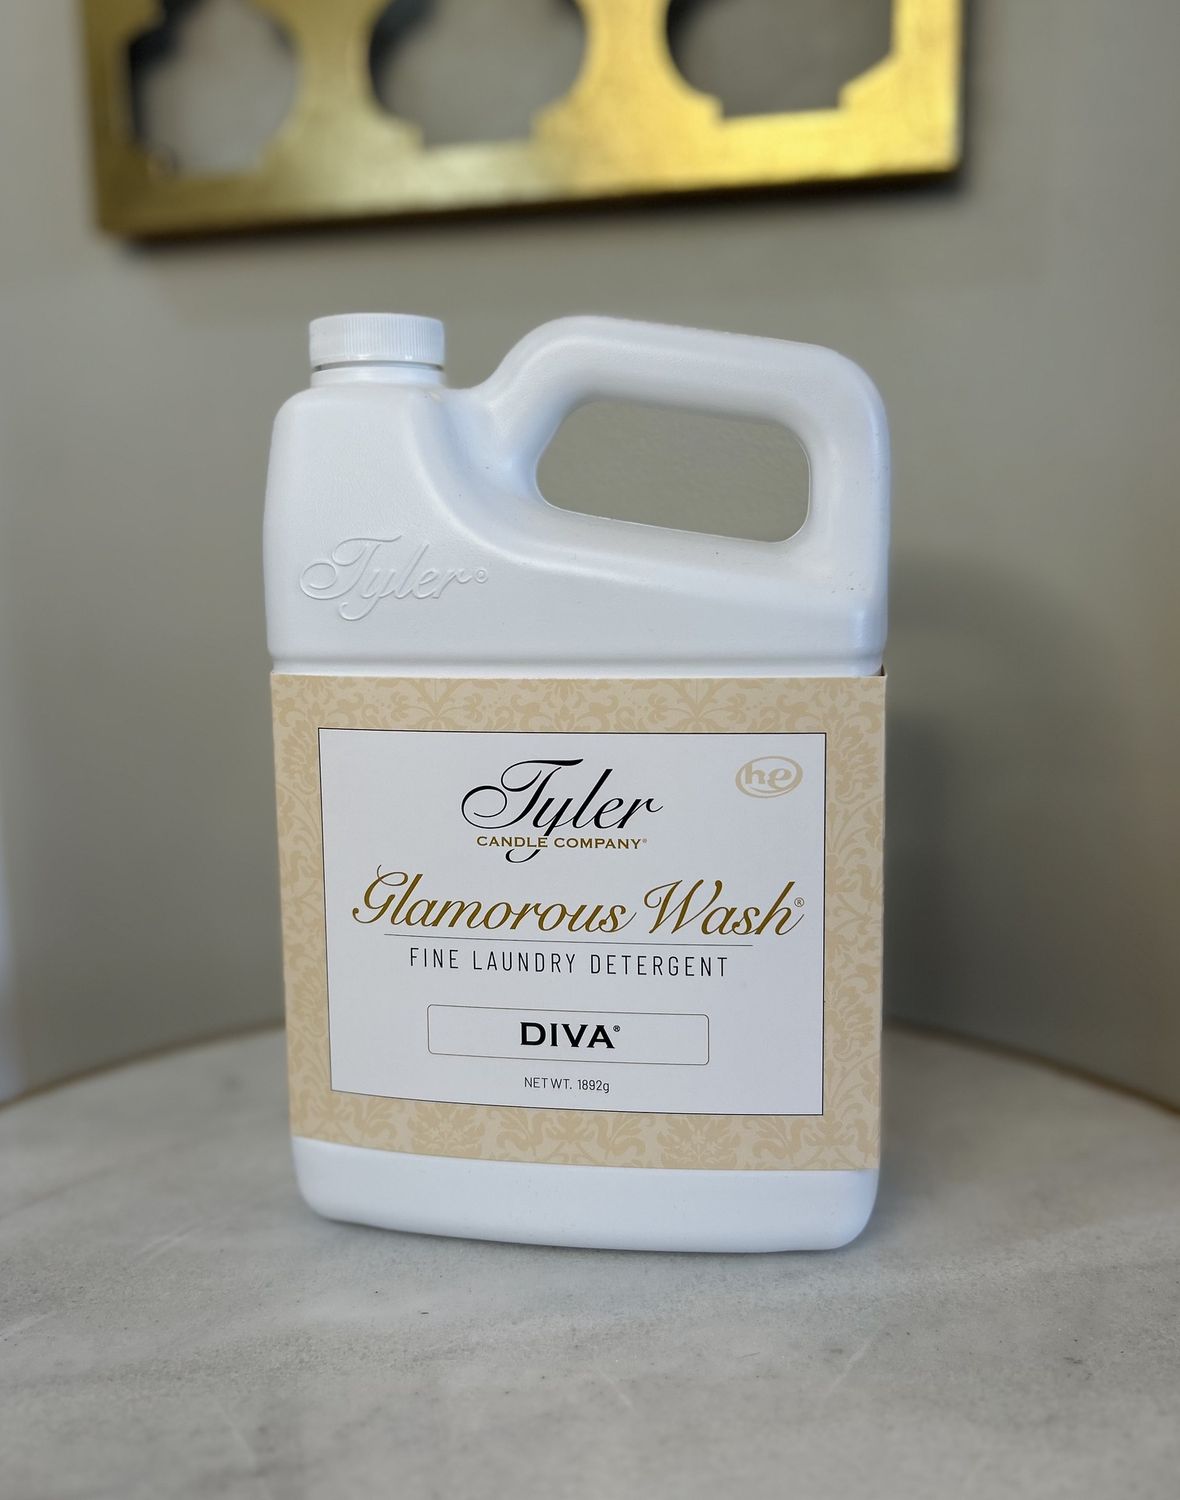 Tyler®
he
Tyler
CANDLE COMPANY®
Glamorous Wash®
FINE LAUNDRY DETERGENT
DIVA®
NET WT. 1892g